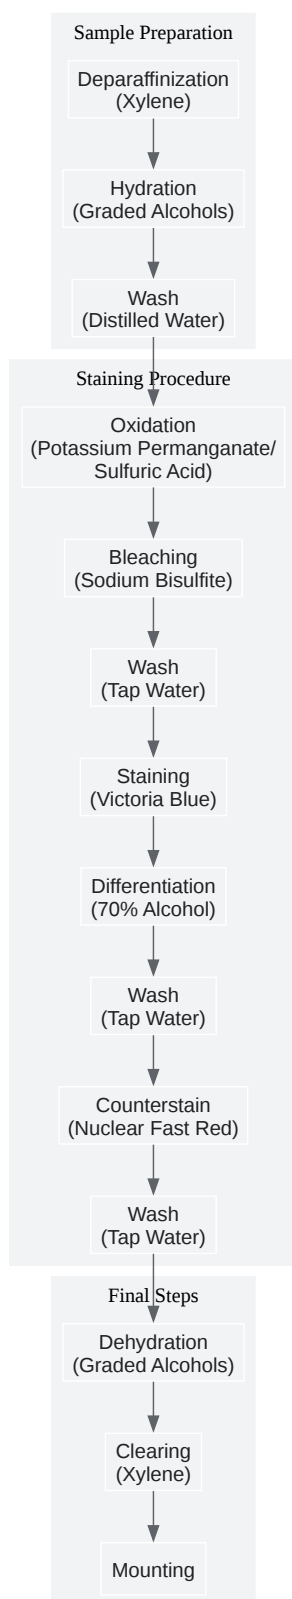 Sample Preparation
Deparaffinization
(Xylene)
Hydration
(Graded Alcohols)
Wash
(Distilled Water)
Staining Procedure
Oxidation
(Potassium Permanganate/
Sulfuric Acid)
Bleaching
(Sodium Bisulfite)
Wash
(Tap Water)
Staining
(Victoria Blue)
Differentiation
(70% Alcohol)
Wash
(Tap Water)
Counterstain
(Nuclear Fast Red)
Wash
(Tap Water)
Final Steps
Dehydration
(Graded Alcohols)
Clearing
(Xylene)
Mounting